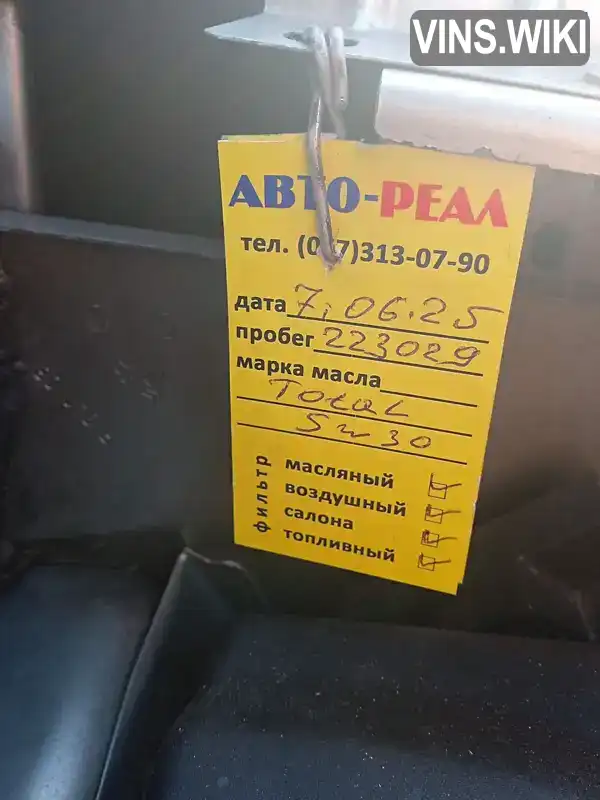 VINS.WIKI
АВТО-РЕАЛ
тел. 313-07-90
дата 7.06.25
пробег 223029
марка масла
Total
5w30
фильтр
масляный
воздушный
салона
топливный